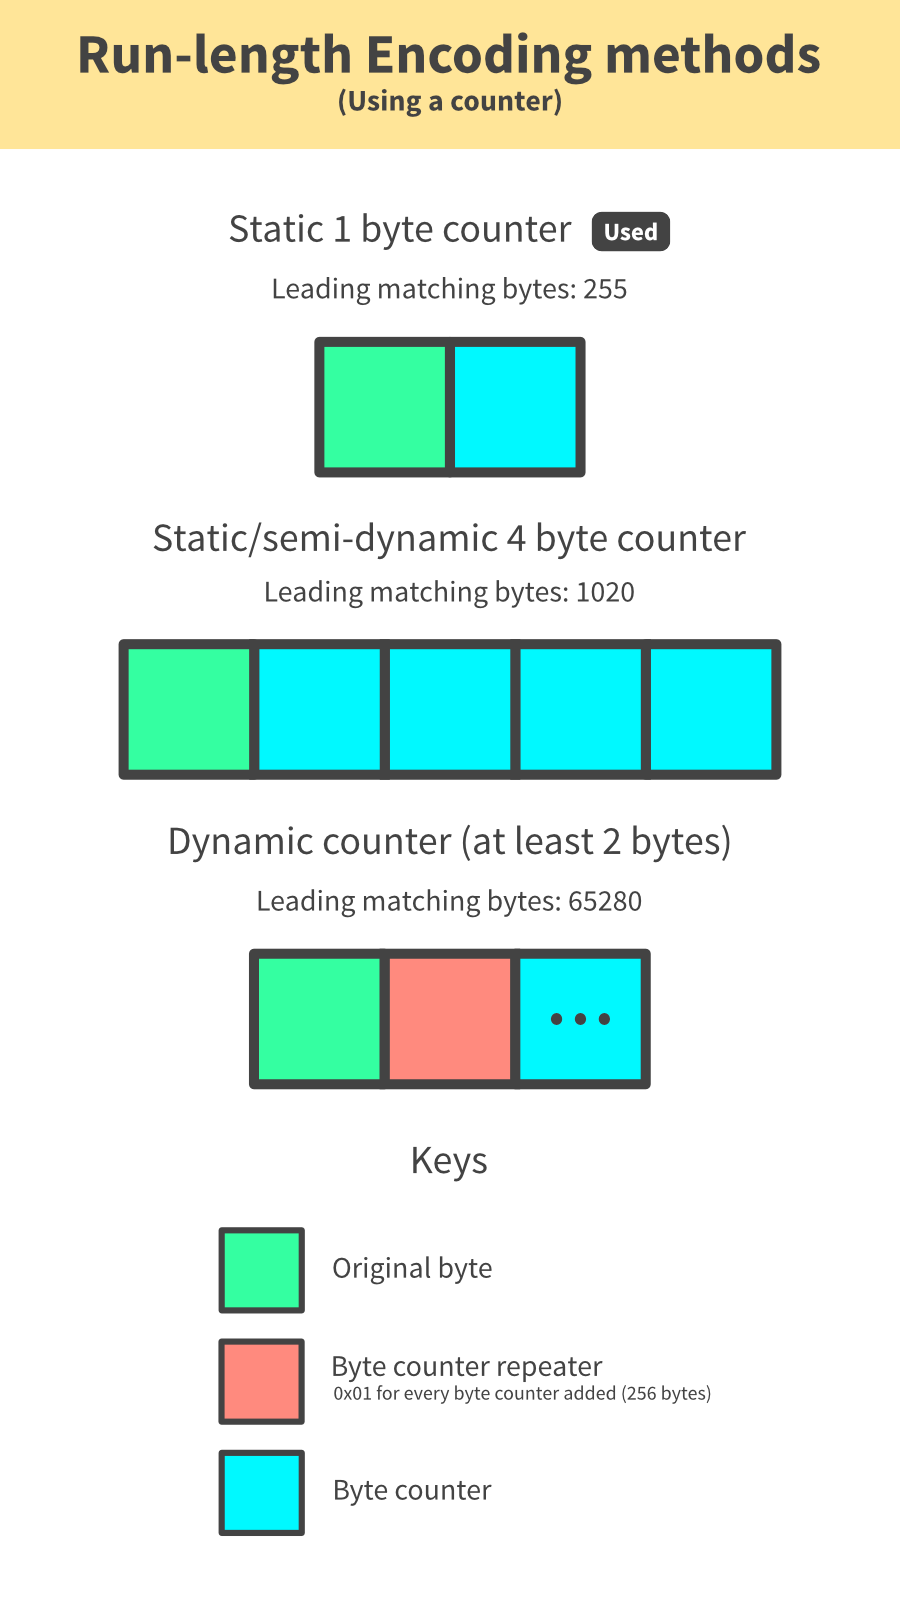 Run-length Encoding methods
(Using a counter)
Static 1 byte counter Used
Leading matching bytes: 255
Static/semi-dynamic 4 byte counter
Leading matching bytes: 1020
Dynamic counter (at least 2 bytes)
Leading matching bytes: 65280
Keys
Original byte
Byte counter repeater
0x01 for every byte counter added (256 bytes)
Byte counter